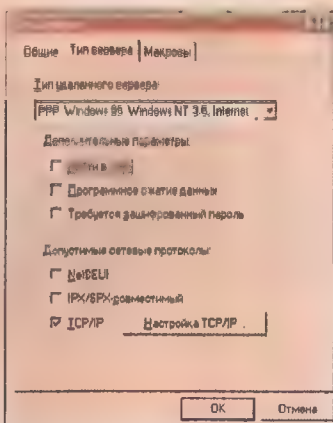 Общие Тип сервера Макросы
Тип удаленного сервера:
PPP Windows 95 Windows NT 3.5, Internet
Дополнительные параметры:
Войти в
Программное сжатие данных
Требуется зашифрованный пароль
Допустимые сетевые протоколы:
NetBEUI
IPX/SPX-совместимый
TCP/IP Настройка TCP/IP
OK Отмена